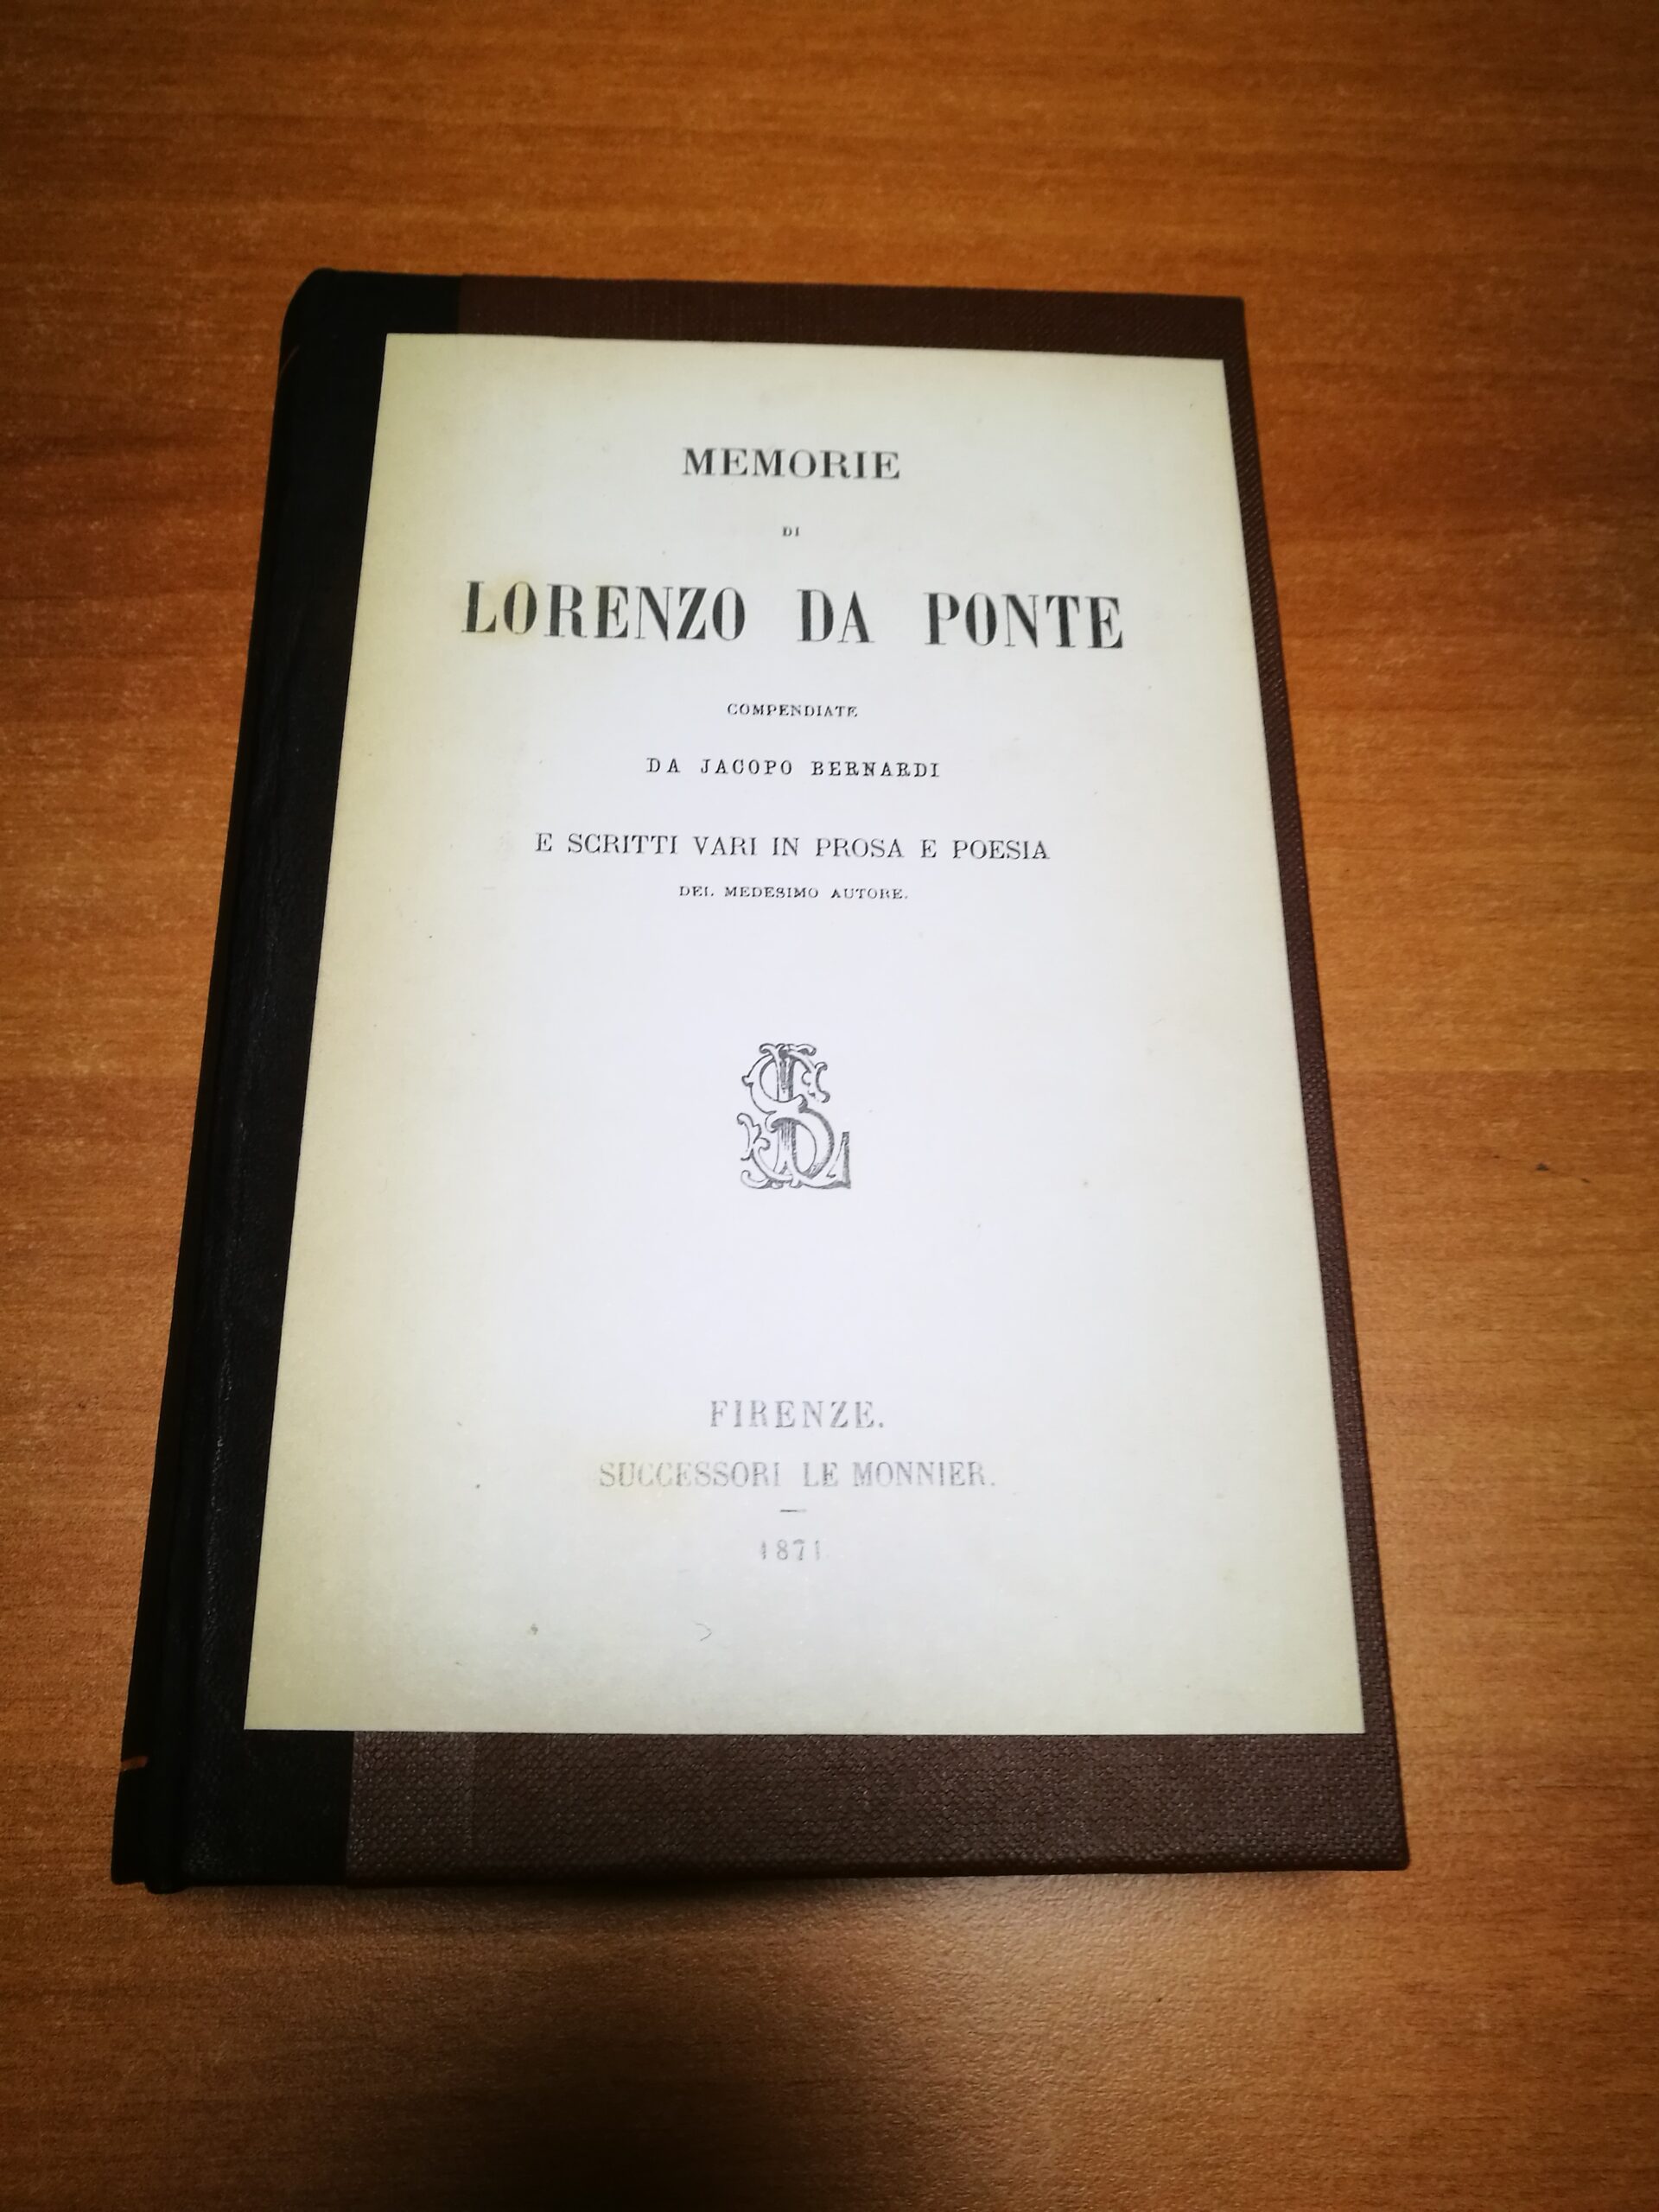 MEMORIE
DI
LORENZO DA PONTE
COMPENDIATE
DA JACOPO BERNARDI
E SCRITTI VARI IN PROSA E POESIA
DEL MEDESIMO AUTORE.
FIRENZE.
SUCCESSORI LE MONNIER.
1871.